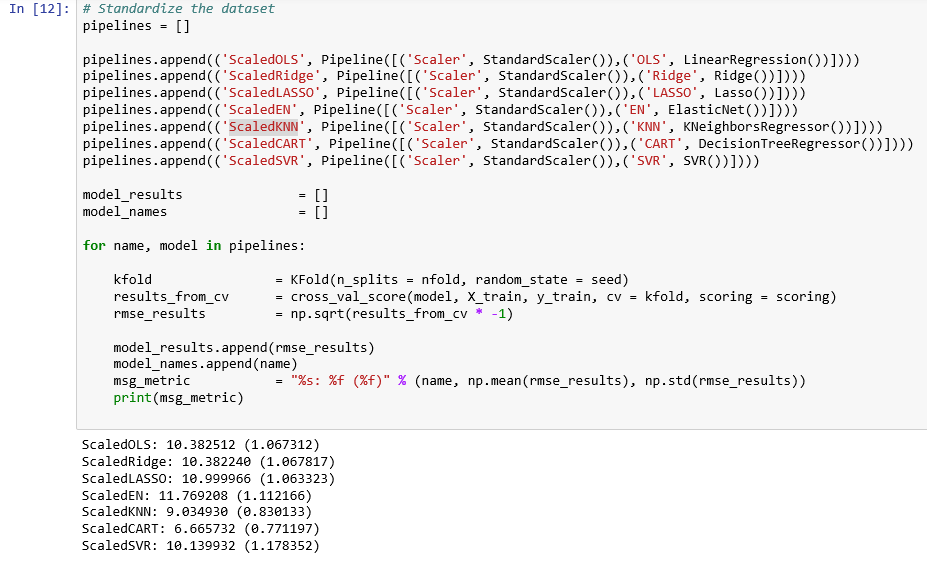 In [12]: # Standardize the dataset
pipelines = []
pipelines.append(('ScaledOLS', Pipeline([('Scaler', StandardScaler()),('OLS', LinearRegression())])))
pipelines.append(('ScaledRidge', Pipeline([('Scaler', StandardScaler()),('Ridge', Ridge())])))
pipelines.append(('ScaledLASSO', Pipeline([('Scaler', StandardScaler()),('LASSO', Lasso())])))
pipelines.append(('ScaledEN', Pipeline([('Scaler', StandardScaler()),('EN', ElasticNet())])))
pipelines.append(('ScaledKNN', Pipeline([('Scaler', StandardScaler()),('KNN', KNeighborsRegressor())])))
pipelines.append(('ScaledCART', Pipeline([('Scaler', StandardScaler()),('CART', DecisionTreeRegressor())])))
pipelines.append(('ScaledSVR', Pipeline([('Scaler', StandardScaler()),('SVR', SVR())])))
model_results = []
model_names = []
for name, model in pipelines:
kfold = KFold(n_splits = nfold, random_state = seed)
results_from_cv = cross_val_score(model, X_train, y_train, cv = kfold, scoring = scoring)
rmse_results = np.sqrt(results_from_cv * -1)
model_results.append(rmse_results)
model_names.append(name)
msg_metric = "%s: %f (%f)" % (name, np.mean(rmse_results), np.std(rmse_results))
print(msg_metric)
ScaledOLS: 10.382512 (1.067312)
ScaledRidge: 10.382240 (1.067817)
ScaledLASSO: 10.999966 (1.063323)
ScaledEN: 11.769208 (1.112166)
ScaledKNN: 9.034930 (0.830133)
ScaledCART: 6.665732 (0.771197)
ScaledSVR: 10.139932 (1.178352)